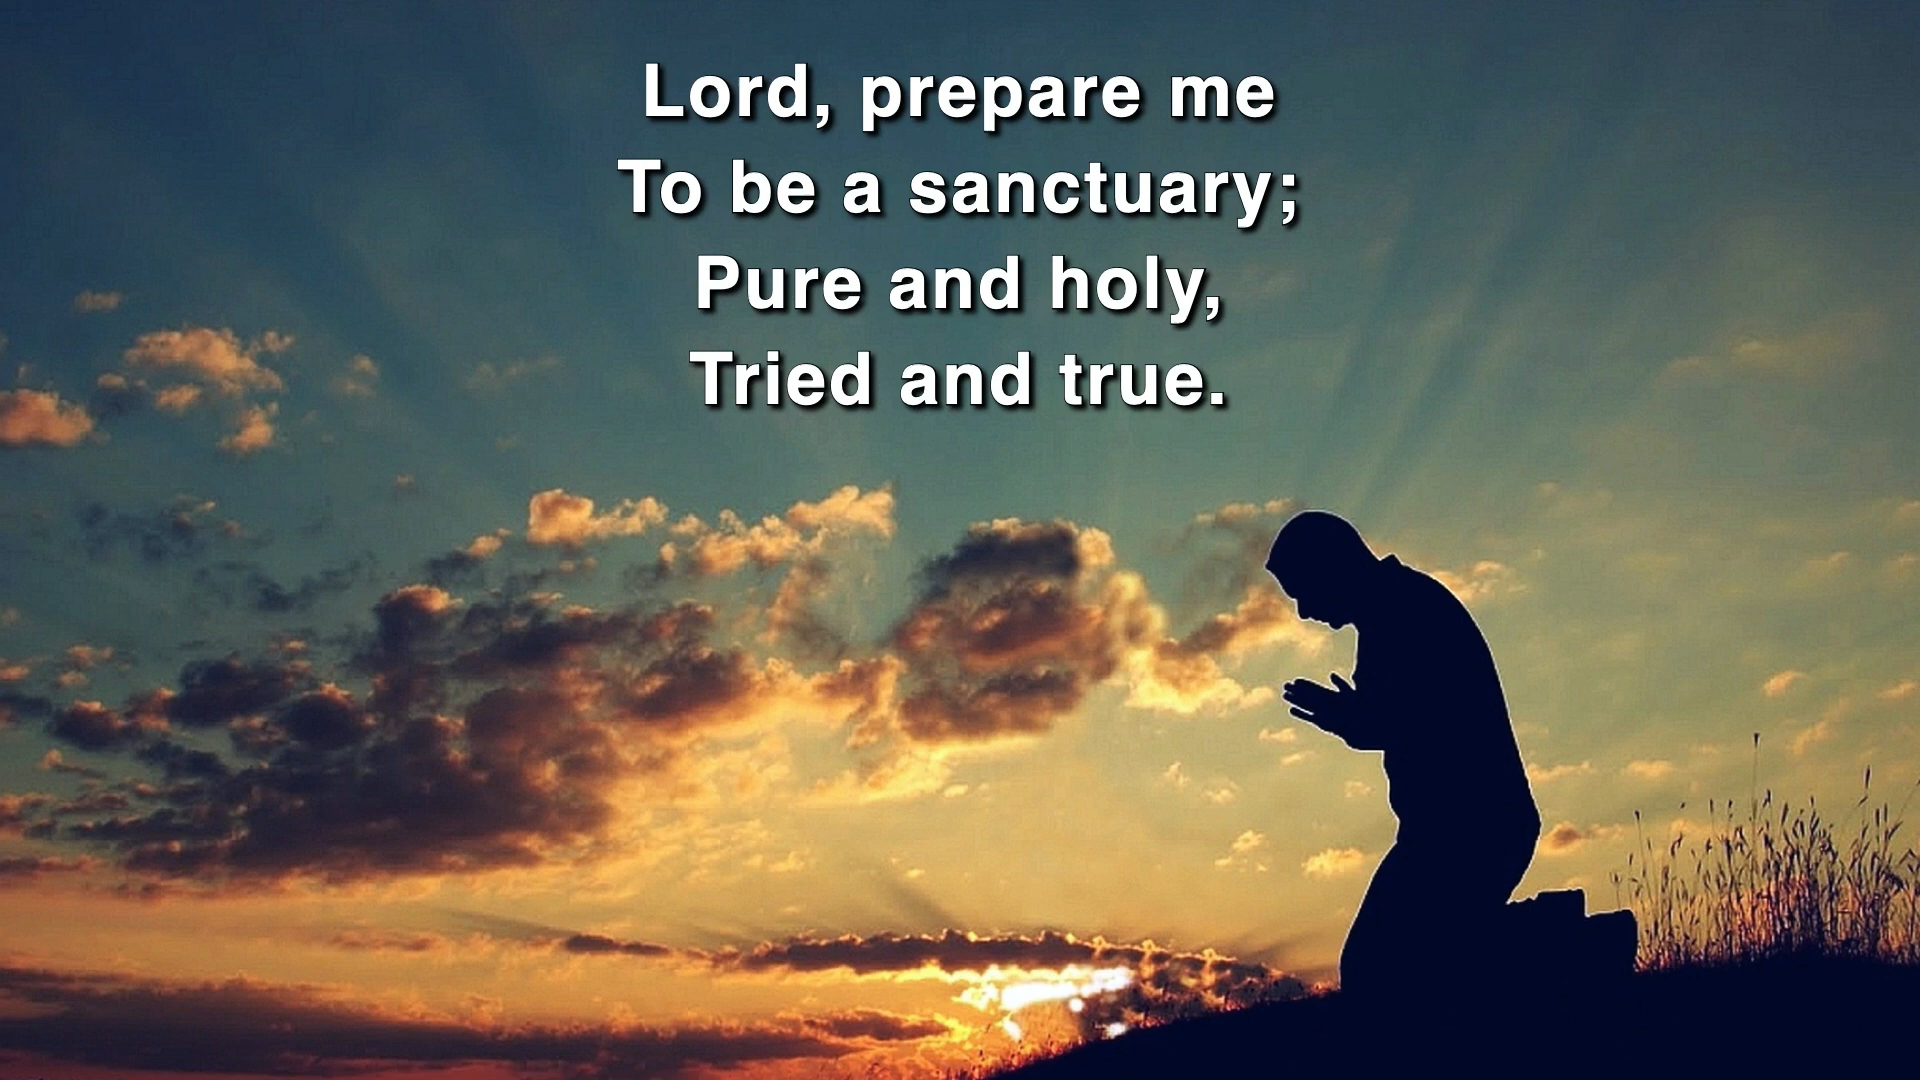 Lord, prepare me
To be a sanctuary;
Pure and holy,
Tried and true.